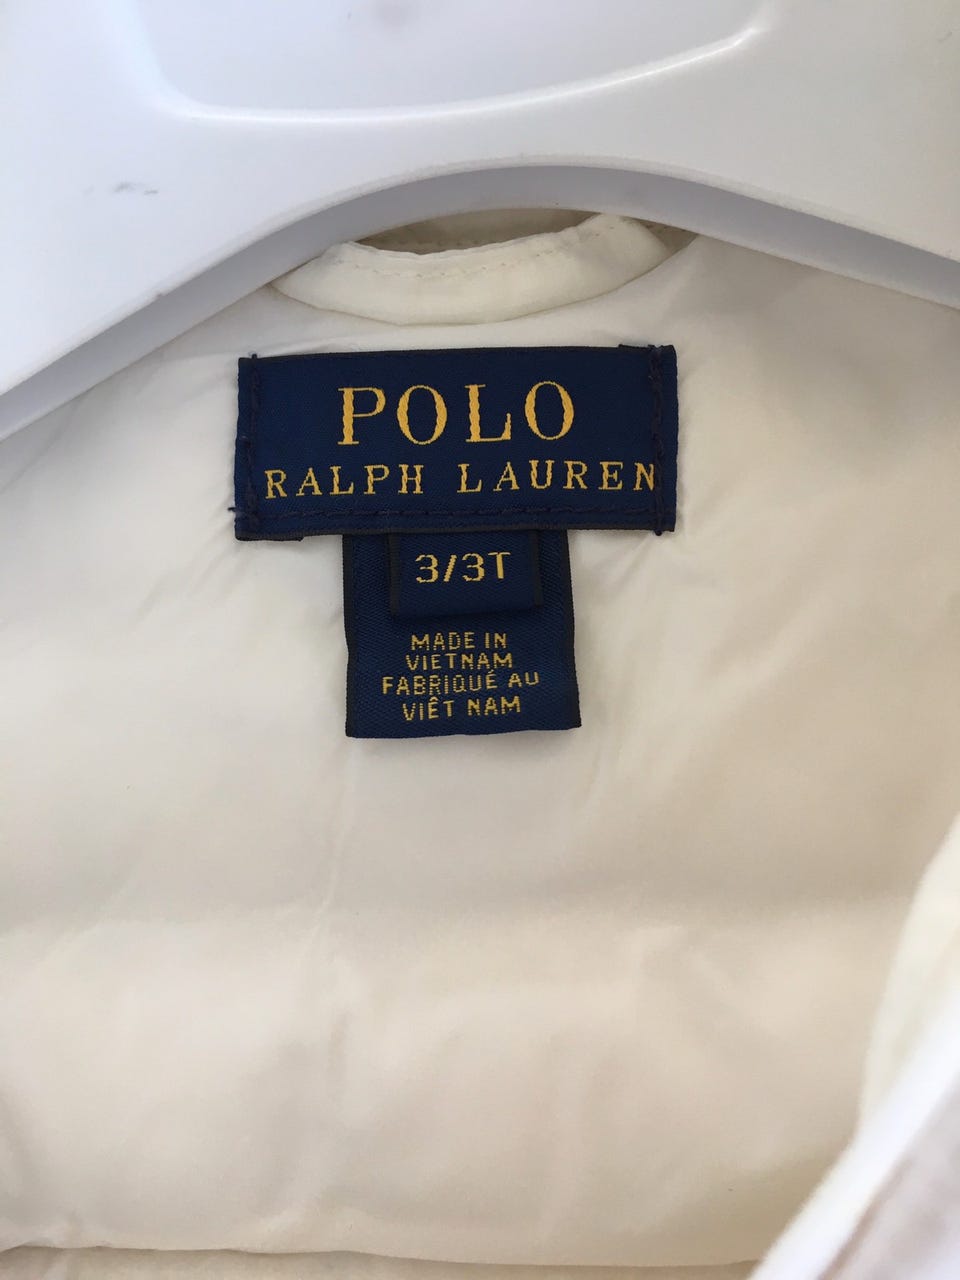 POLO
RALPH LAUREN
3/3T
MADE IN
VIETNAM
FABRIQUÉ AU
VIÊT NAM